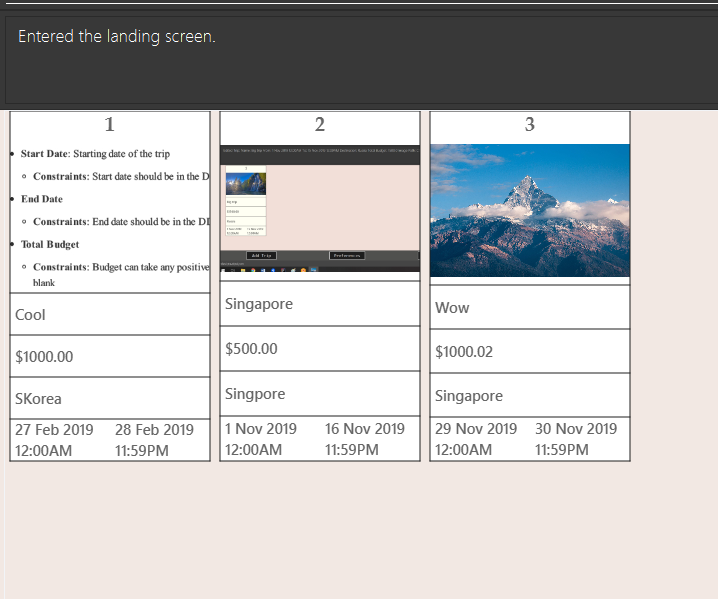 Entered the landing screen.
1
Start Date: Starting date of the trip
Constraints: Start date should be in the D
End Date
Constraints: End date should be in the
Total Budget
Constraints: Budget can take any positive
blank
Cool
$1000.00
SKorea
27 Feb 2019 28 Feb 2019
12:00AM 11:59PM
2
Add Trip Preferences
Singapore
$500.00
Singpore
1 Nov 2019 16 Nov 2019
12:00AM 11:59PM
3
Wow
$1000.02
Singapore
29 Nov 2019 30 Nov 2019
12:00AM 11:59PM